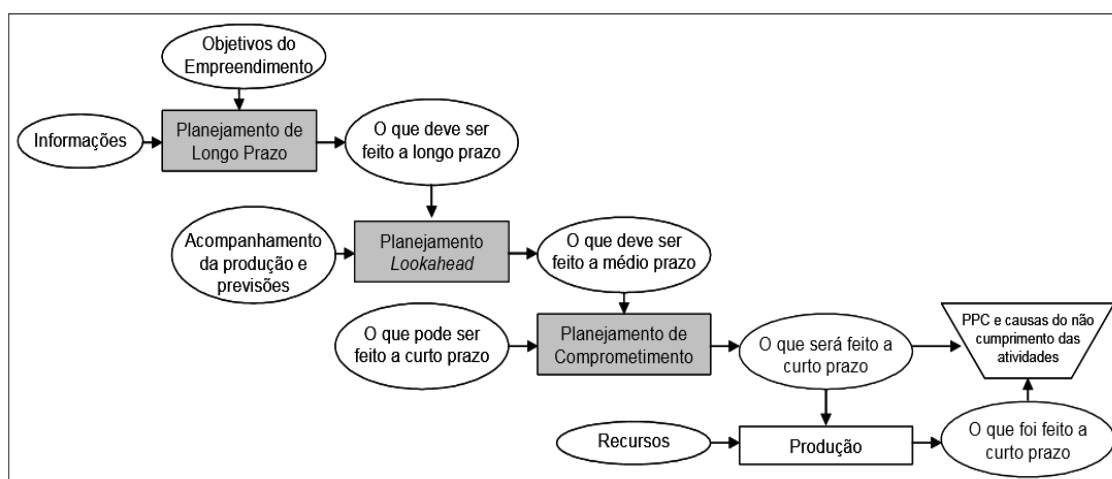 Objetivos do
Empreendimento
Informações
Planejamento de
Longo Prazo
O que deve ser
feito a longo prazo
Acompanhamento
da produção e
previsões
Planejamento
Lookahead
O que deve ser
feito a médio prazo
O que pode ser
feito a curto prazo
Planejamento de
Comprometimento
O que será feito a
curto prazo
PPC e causas do não
cumprimento das
atividades
Recursos
Produção
O que foi feito a
curto prazo